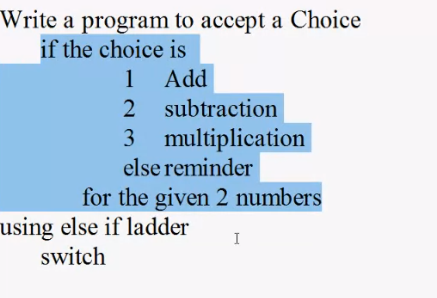 Write a program to accept a Choice
if the choice is
1 Add
2 subtraction
3 multiplication
else reminder
for the given 2 numbers
using else if ladder
switch